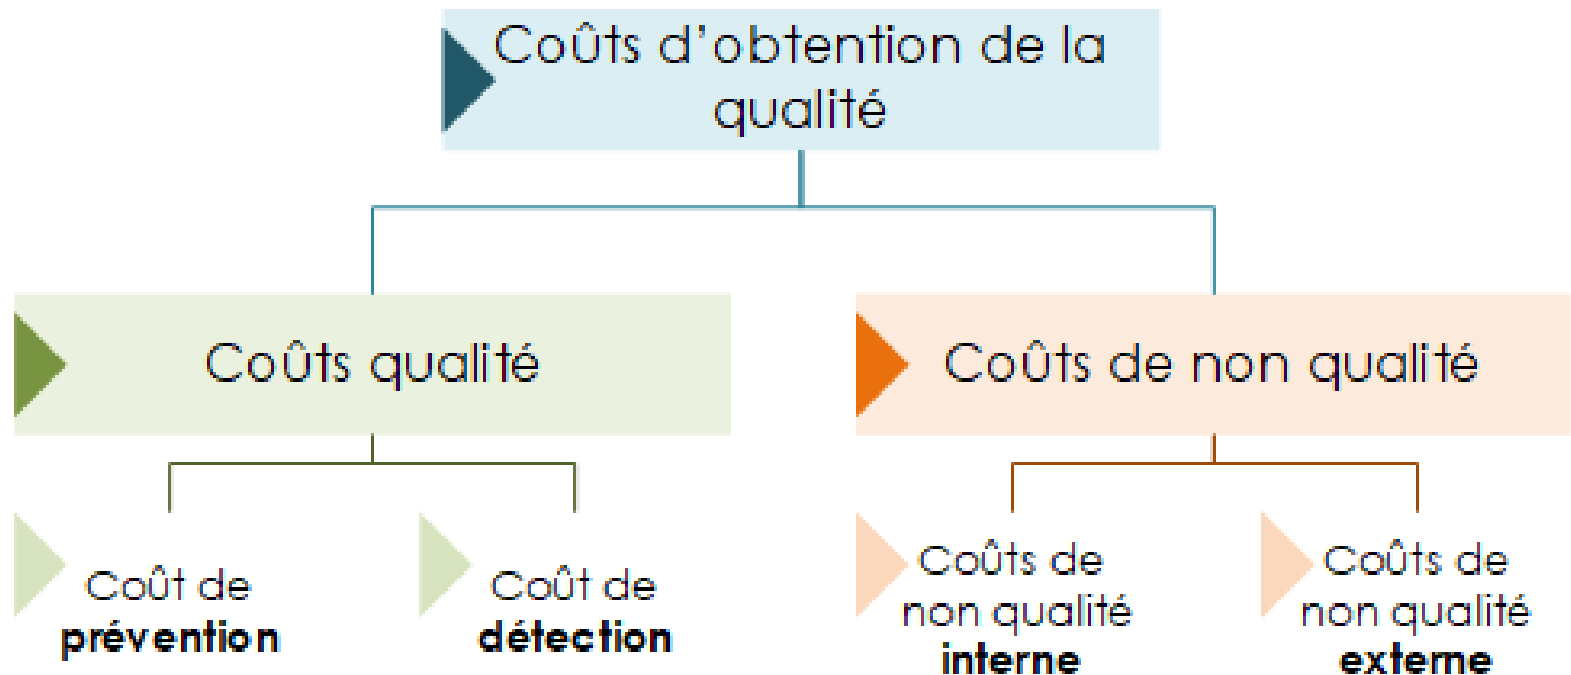 Coûts d'obtention de la
qualité
Coûts qualité
Coûts de non qualité
Coût de
prévention
Coût de
détection
Coûts de
non qualité
interne
Coûts de
non qualité
externe